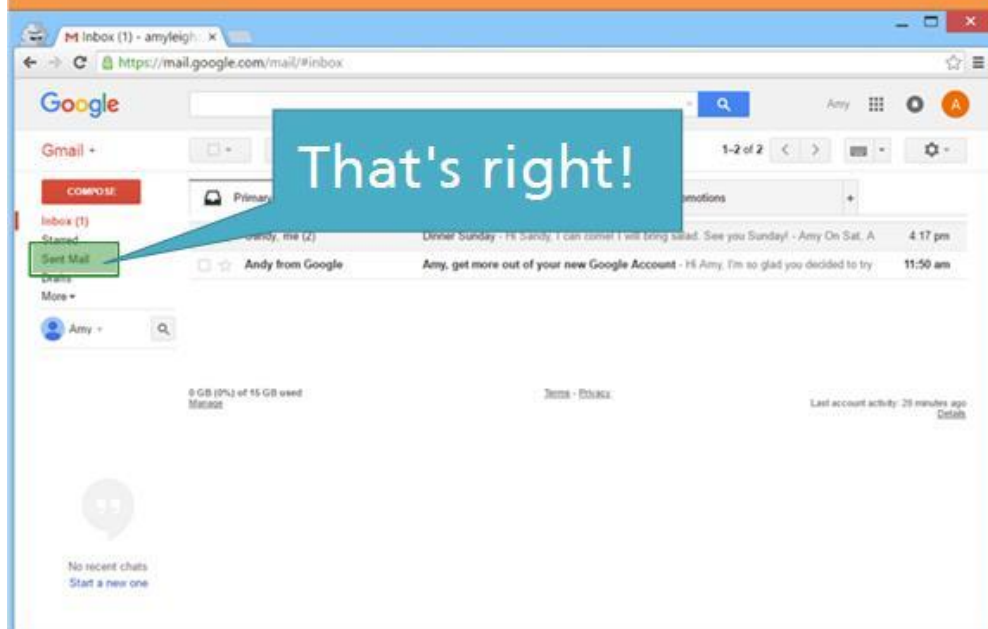 Inbox (1) - amyleigh
https://mail.google.com/mail/#inbox
Google
Amy
A
Gmail
1-2 of 2
That's right!
COMPOSE
Primary
omotions
+
Inbox (1)
Starred
Sent Mail
Drafts
More
Sandy, me (2) Dinner Sunday - Hi Sandy, I can come! I will bring salad. See you Sunday! - Amy On Sat, A 4:17 pm
Andy from Google Amy, get more out of your new Google Account - Hi Amy, I'm so glad you decided to try 11:50 am
Amy
0 GB (0%) of 15 GB used
Manage
Terms - Privacy
Last account activity: 29 minutes ago
Details
No recent chats
Start a new one